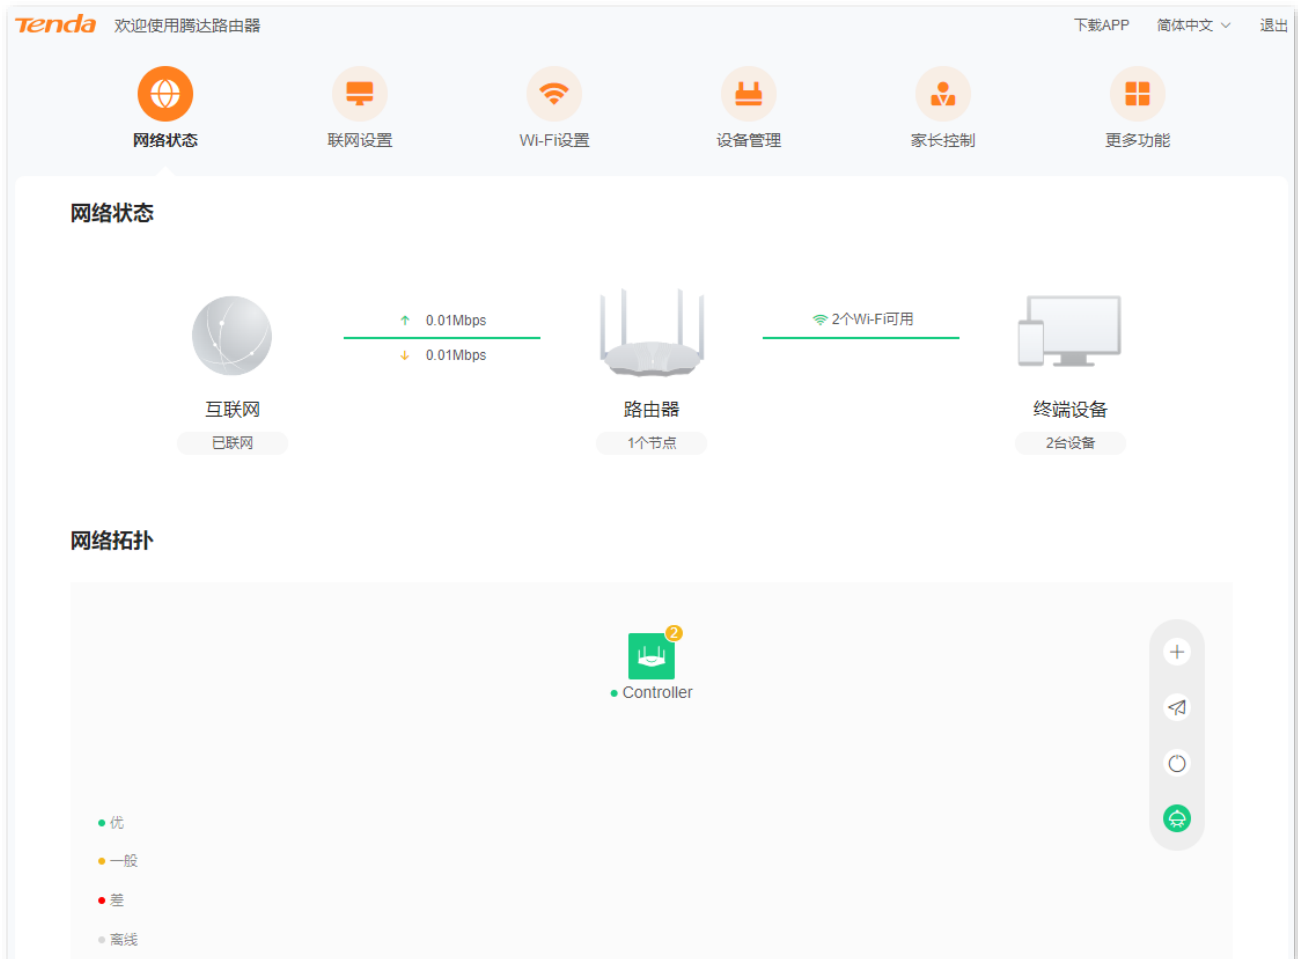 Tenda 欢迎使用腾达路由器 下载APP 简体中文 退出
网络状态 联网设置 Wi-Fi设置 设备管理 家长控制 更多功能
网络状态
0.01Mbps
2个Wi-Fi可用
0.01Mbps
互联网 路由器 终端设备
已联网 1个节点 2台设备
网络拓扑
2
Controller
优
一般
差
离线